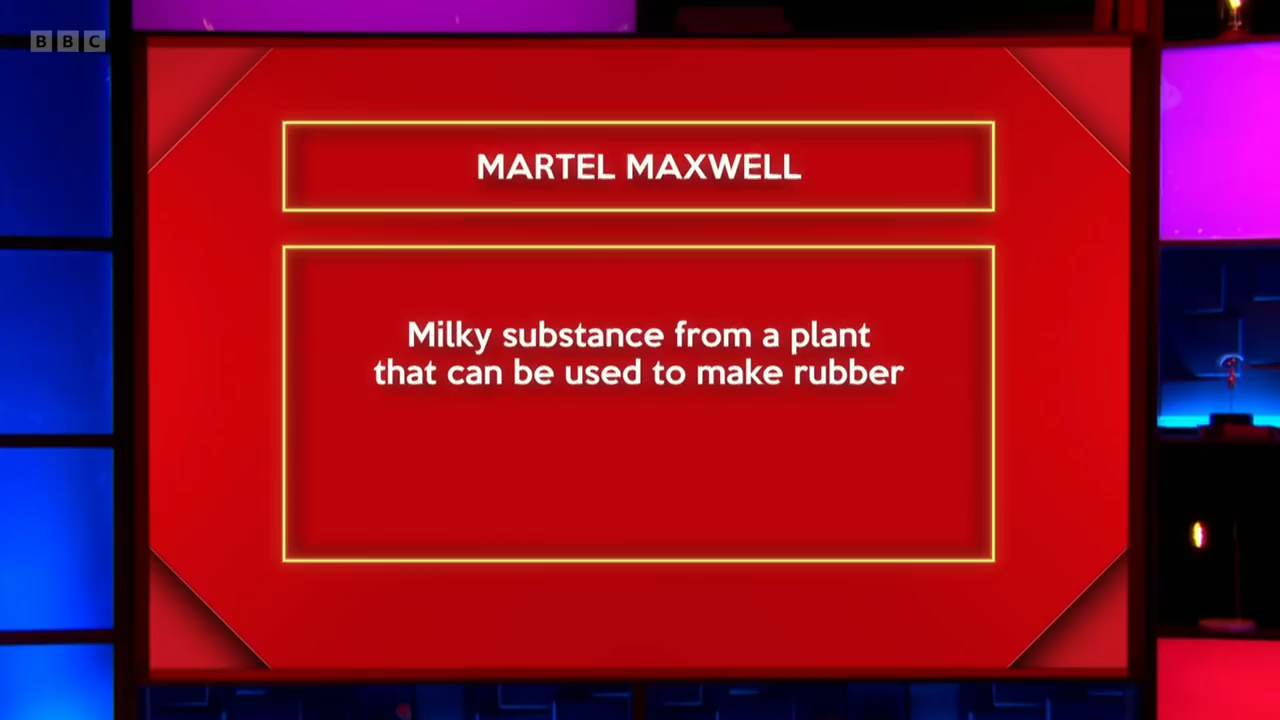 BBC
MARTEL MAXWELL
Milky substance from a plant
that can be used to make rubber